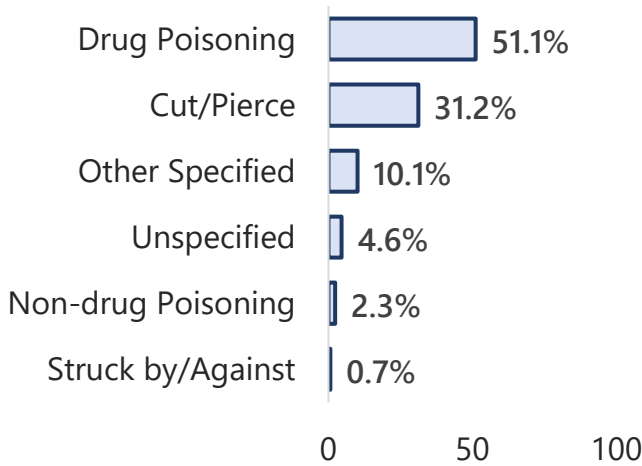 Drug Poisoning 51.1%
Cut/Pierce 31.2%
Other Specified 10.1%
Unspecified 4.6%
Non-drug Poisoning 2.3%
Struck by/Against 0.7%
0 50 100